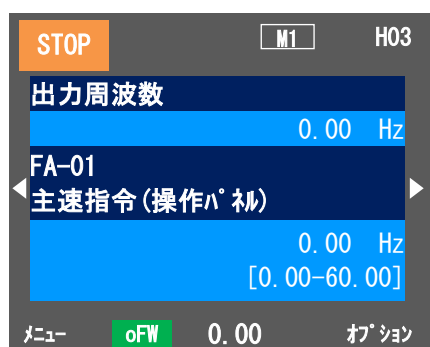 STOP M1 H03
出力周波数
0.00 Hz
FA-01
主速指令(操作ﾊﾟﾈﾙ)
0.00 Hz
[0.00-60.00]
ﾒﾆｭｰ oFW 0.00 ｵﾌﾟｼｮﾝ